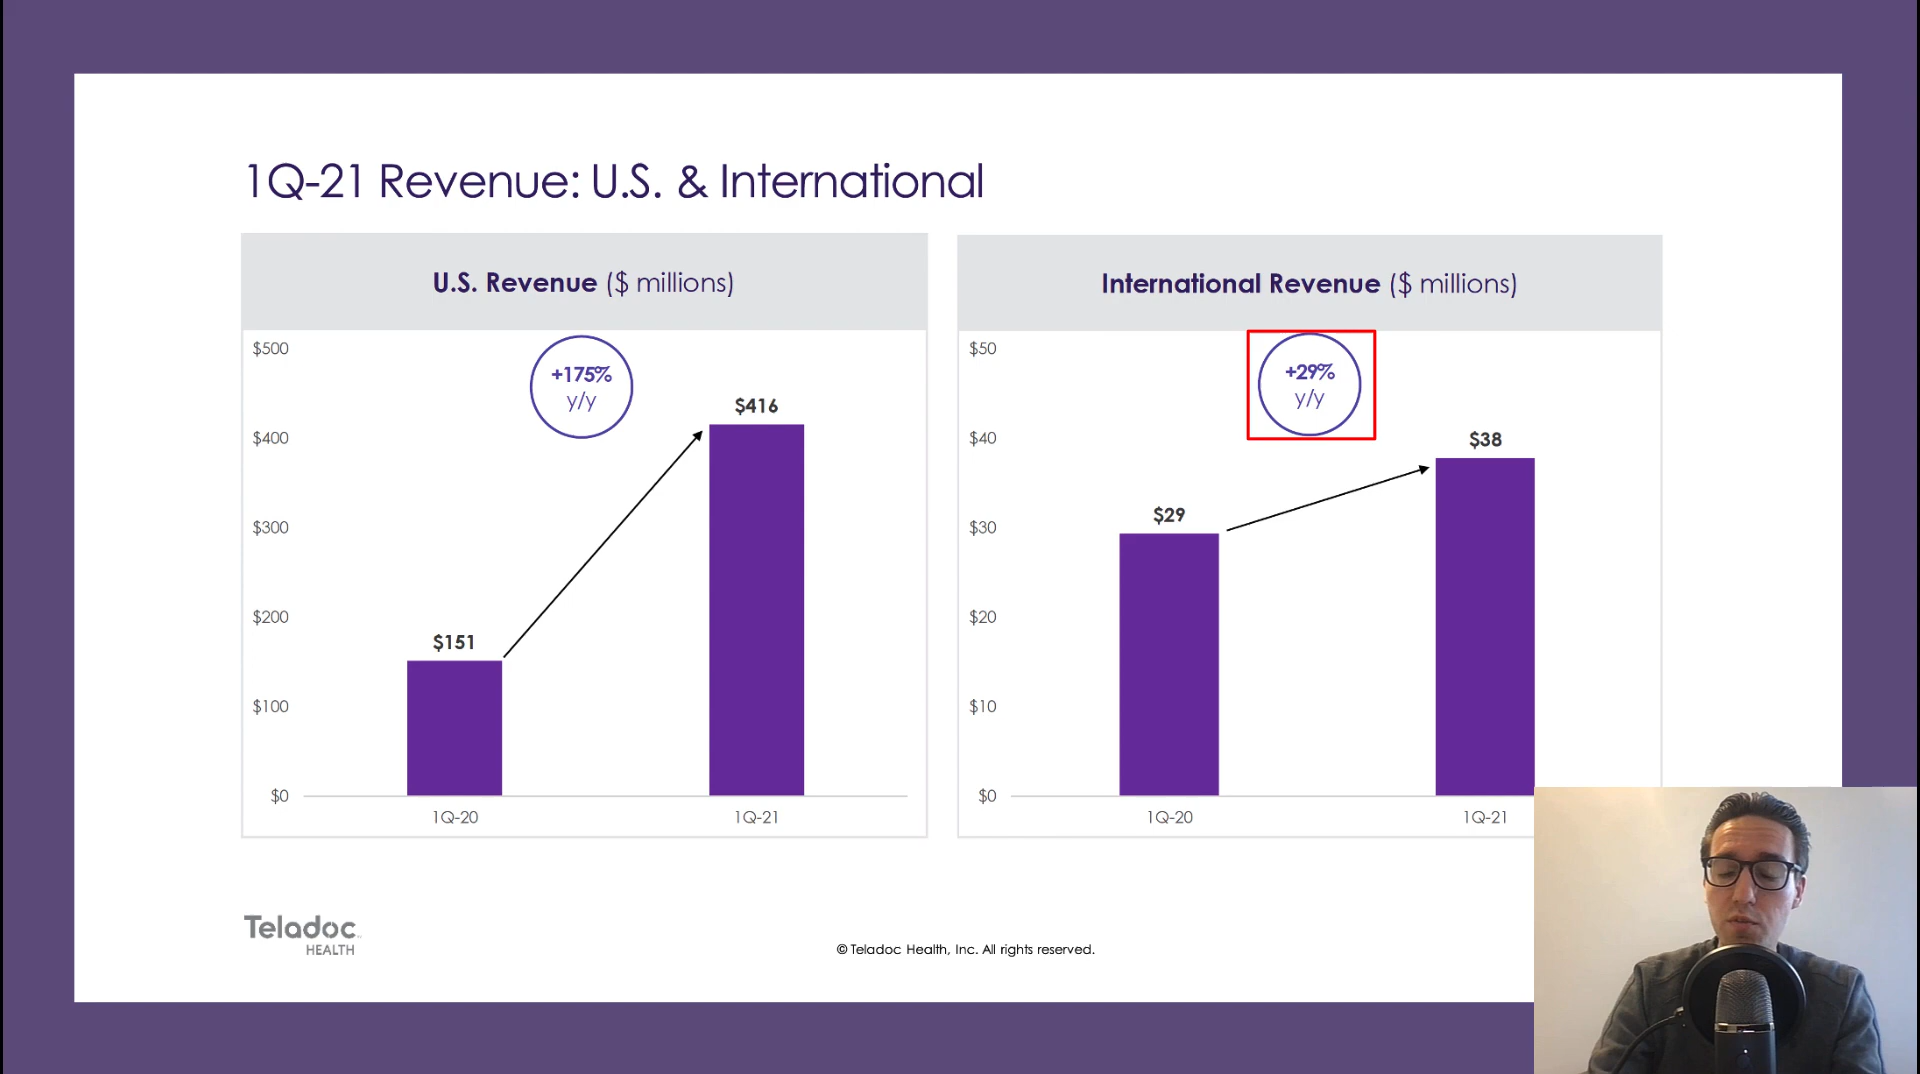 1Q-21 Revenue: U.S. & International
U.S. Revenue ($ millions)
$500
$400
$300
$200
$100
$0
+175%
y/y
$151
$416
1Q-20
1Q-21
International Revenue ($ millions)
$50
$40
$30
$20
$10
$0
+29%
y/y
$29
$38
1Q-20
1Q-21
Teladoc
HEALTH
© Teladoc Health, Inc. All rights reserved.